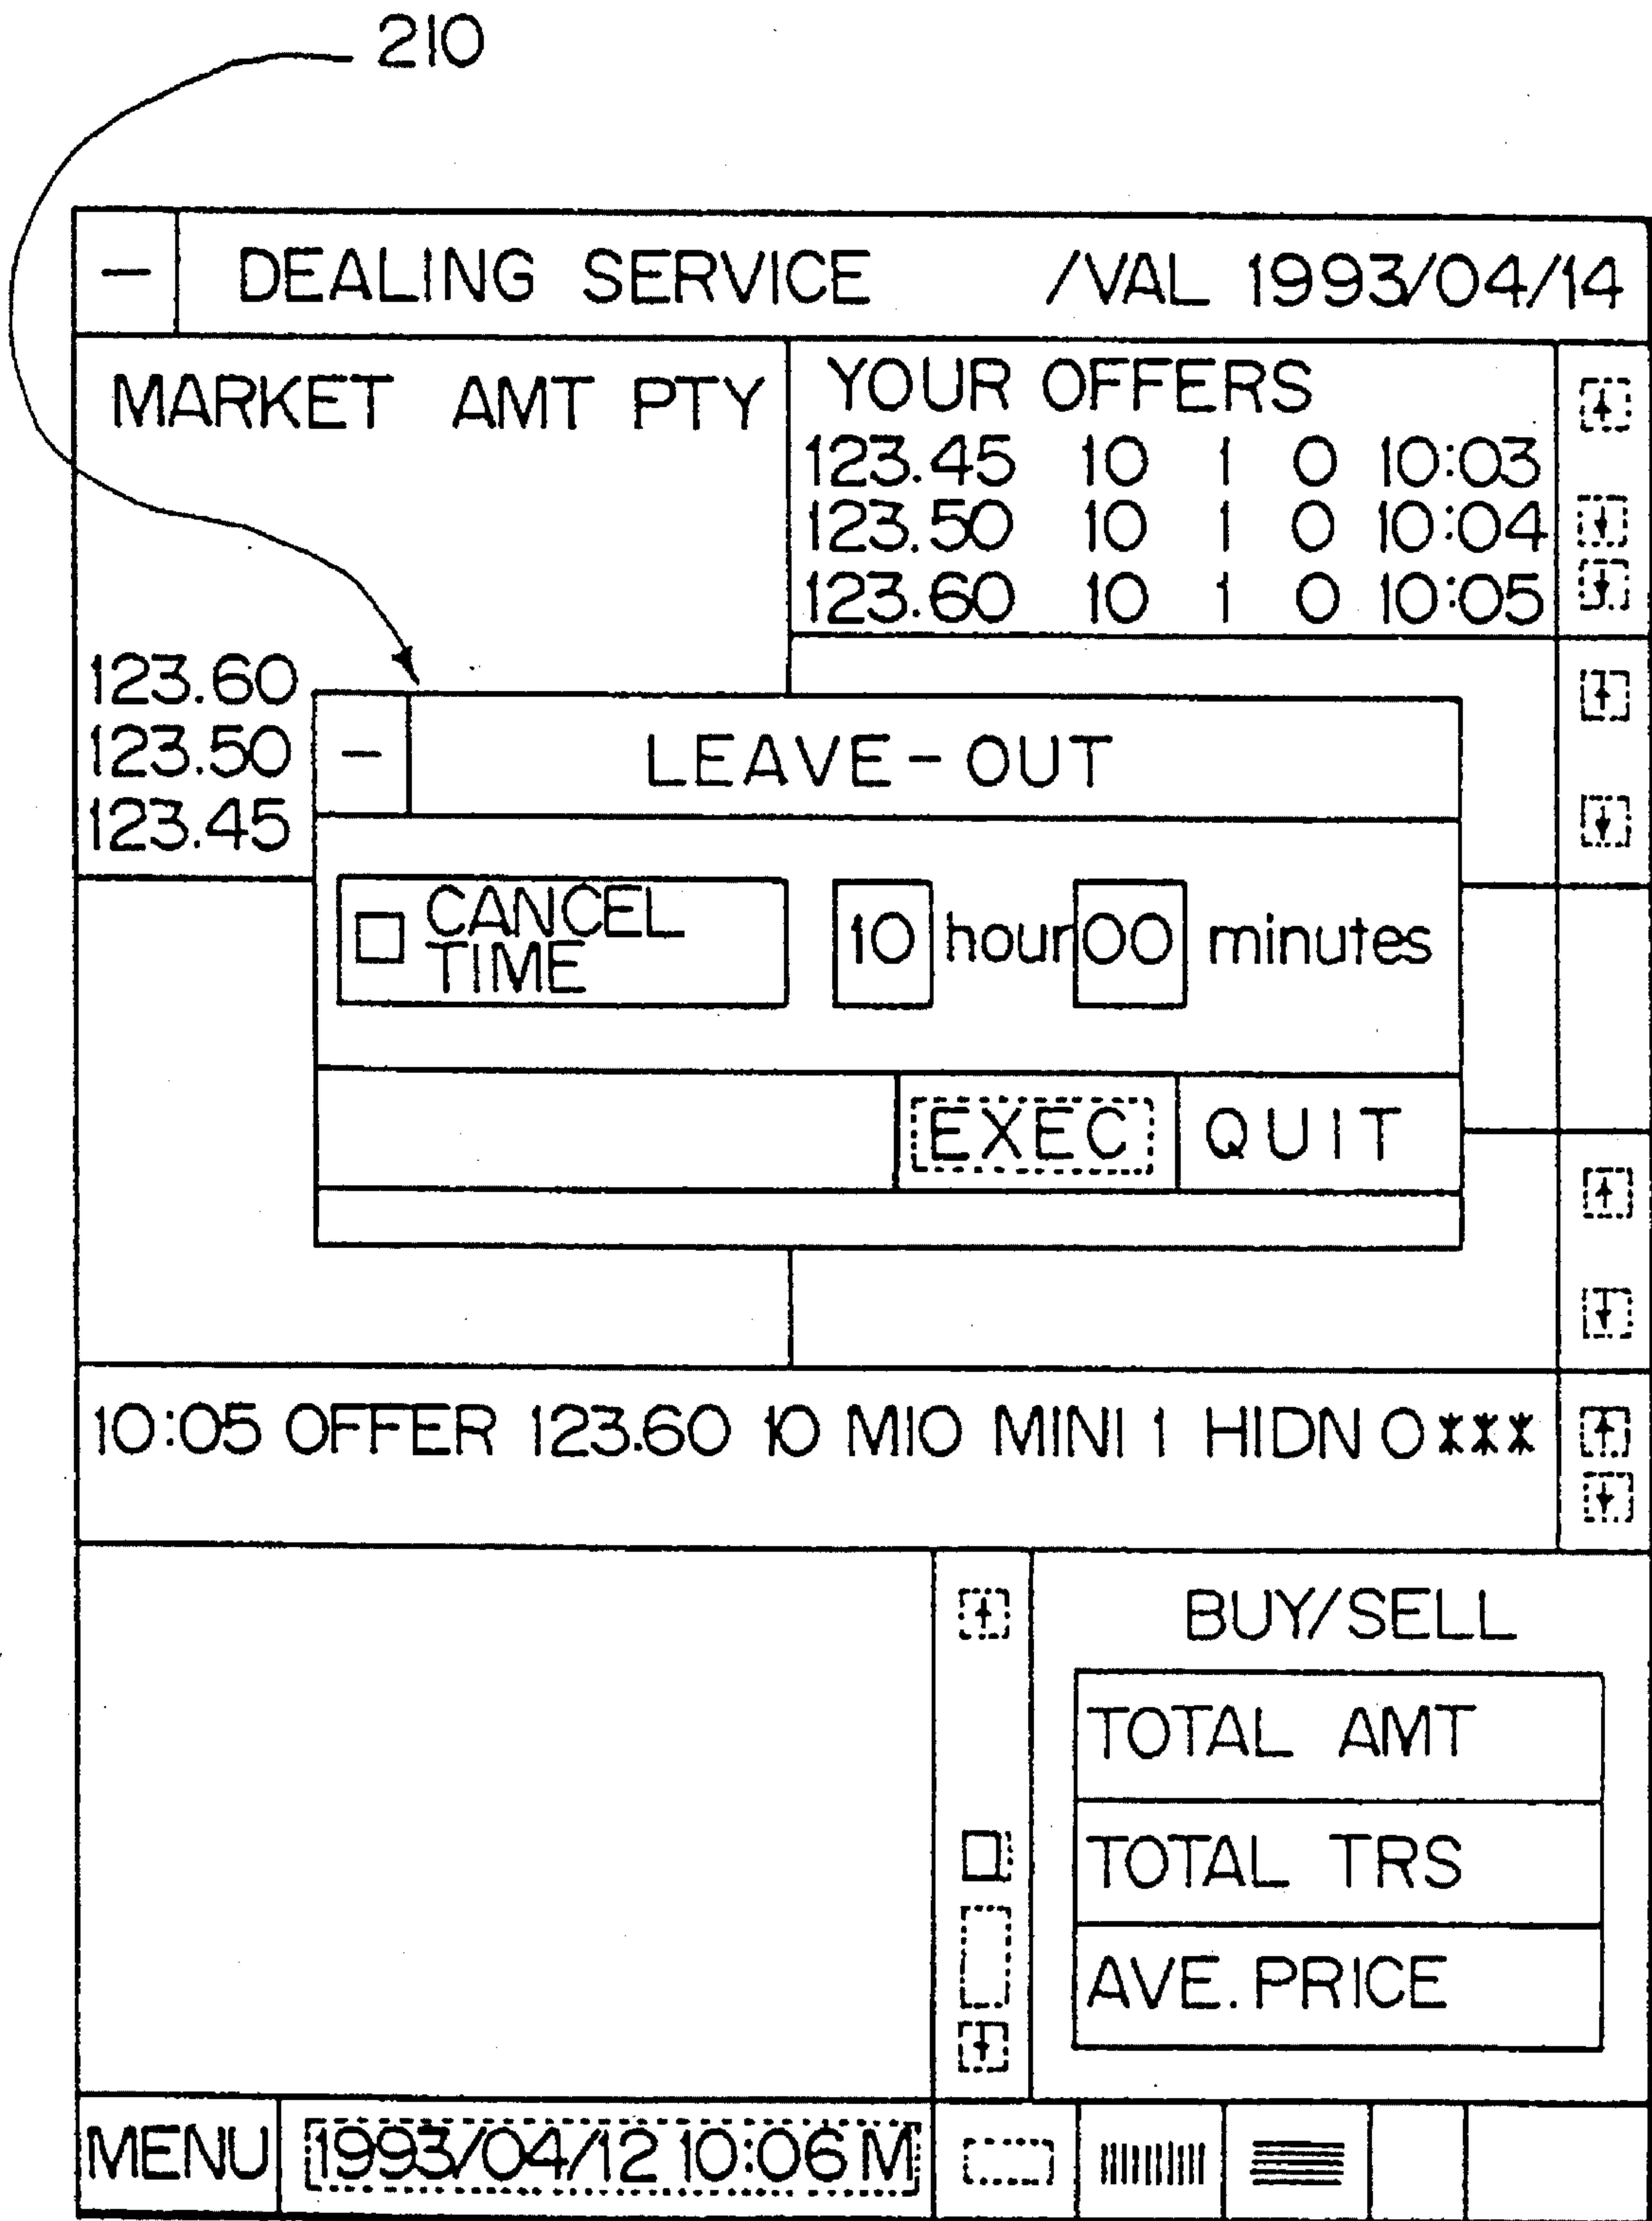 210
— DEALING SERVICE /VAL 1993/04/14
MARKET AMT PTY
YOUR OFFERS
123.45 10 1 0 10:03
123.50 10 1 0 10:04
123.60 10 1 0 10:05
123.60
123.50
123.45
— LEAVE-OUT
CANCEL
TIME
10 hour 00 minutes
EXEC QUIT
10:05 OFFER 123.60 10 MIO MINI 1 HIDN 0 ***
BUY/SELL
TOTAL AMT
TOTAL TRS
AVE. PRICE
MENU 1993/04/12 10:06 M